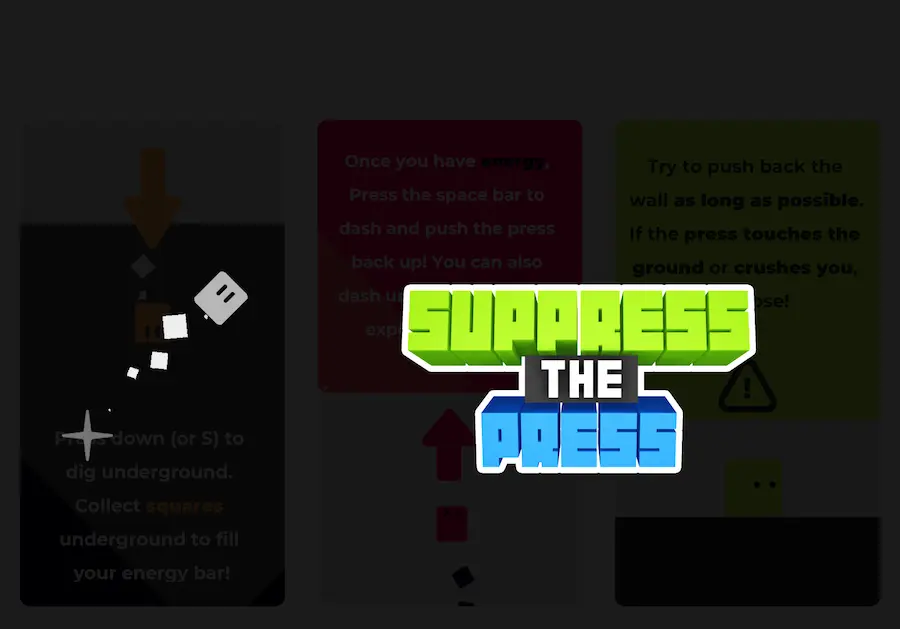 Once you have energy,
Press the space bar to
dash and push the press
back up! You can also
dash
Try to push back the
wall as long as possible.
If the press touches the
ground or crushes you,
SUPPRESS
THE
PRESS
down (or S) to
dig underground.
Collect squares
underground to fill
your energy bar!